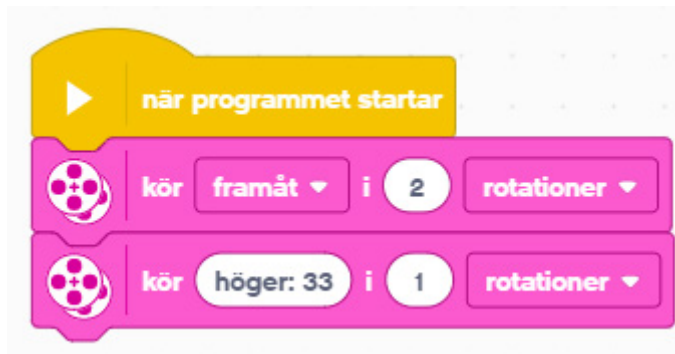 när programmet startar
kör framåt i 2 rotationer
kör höger: 33 i 1 rotationer